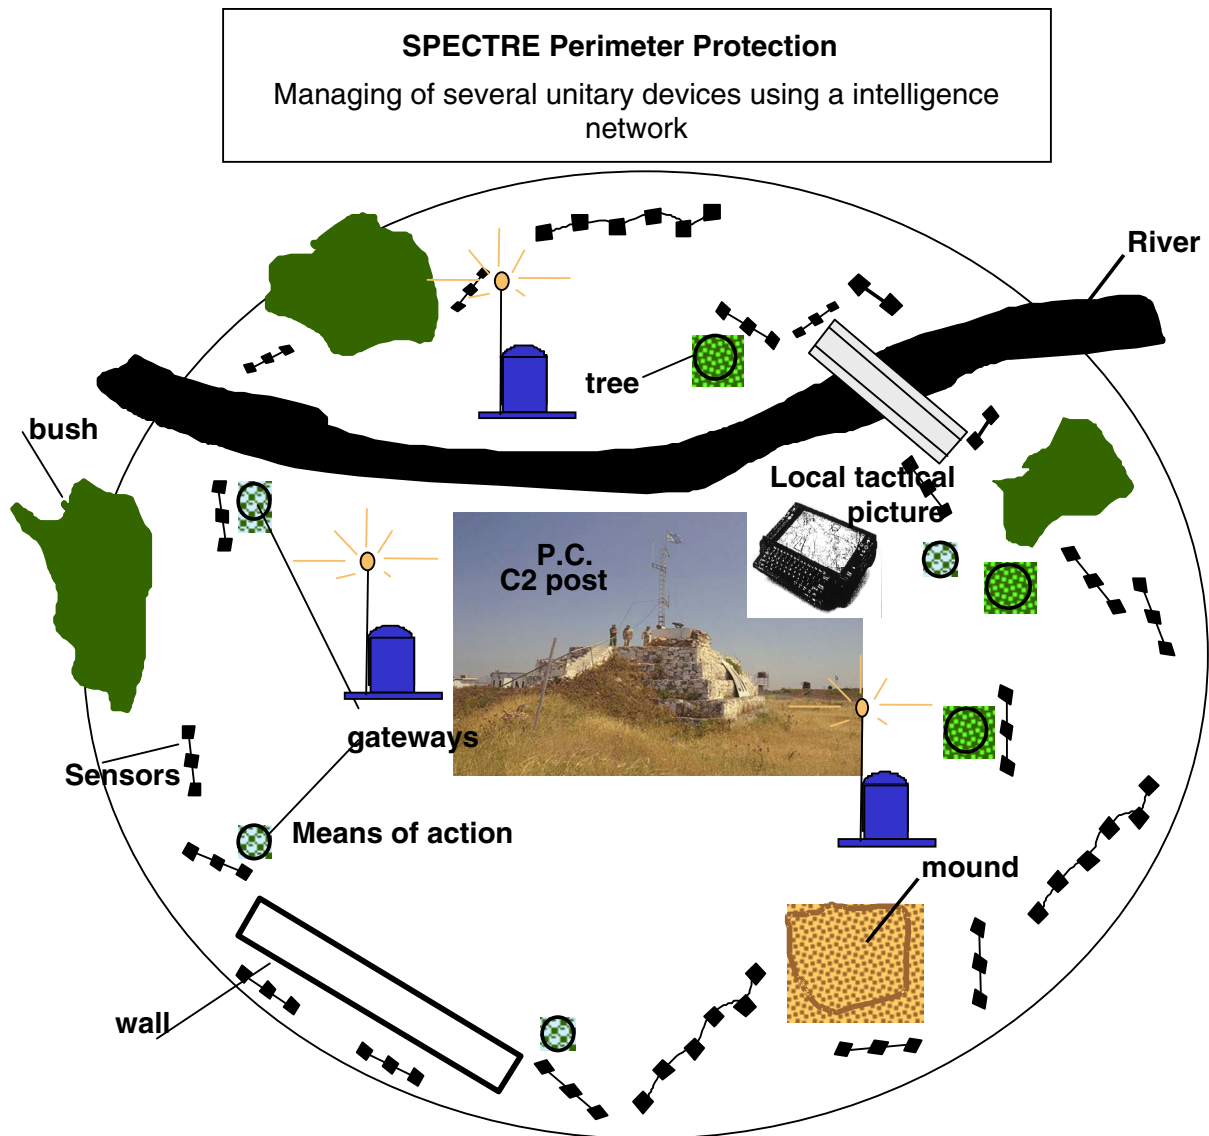 SPECTRE Perimeter Protection
Managing of several unitary devices using a intelligence
network
River
tree
bush
Local tactical
picture
P.C.
C2 post
gateways
Sensors
Means of action
mound
wall